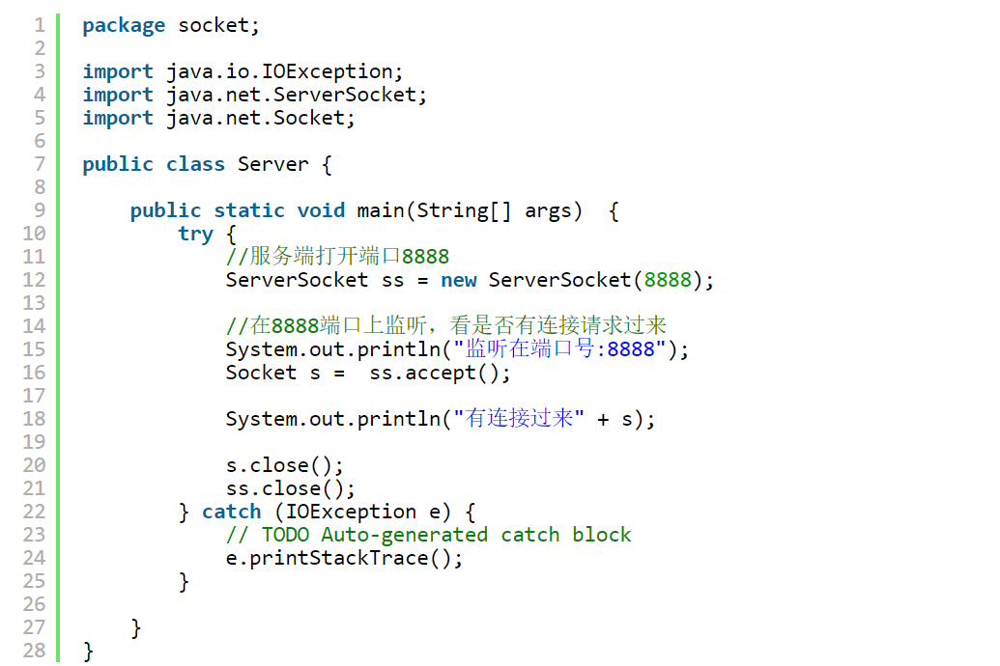 1 package socket;
2
3 import java.io.IOException;
4 import java.net.ServerSocket;
5 import java.net.Socket;
6
7 public class Server {
8
9     public static void main(String[] args)  {
10         try {
11             //服务端打开端口8888
12             ServerSocket ss = new ServerSocket(8888);
13
14             //在8888端口上监听，看是否有连接请求过来
15             System.out.println("监听在端口号:8888");
16             Socket s =  ss.accept();
17
18             System.out.println("有连接过来" + s);
19
20             s.close();
21             ss.close();
22         } catch (IOException e) {
23             // TODO Auto-generated catch block
24             e.printStackTrace();
25         }
26
27     }
28 }